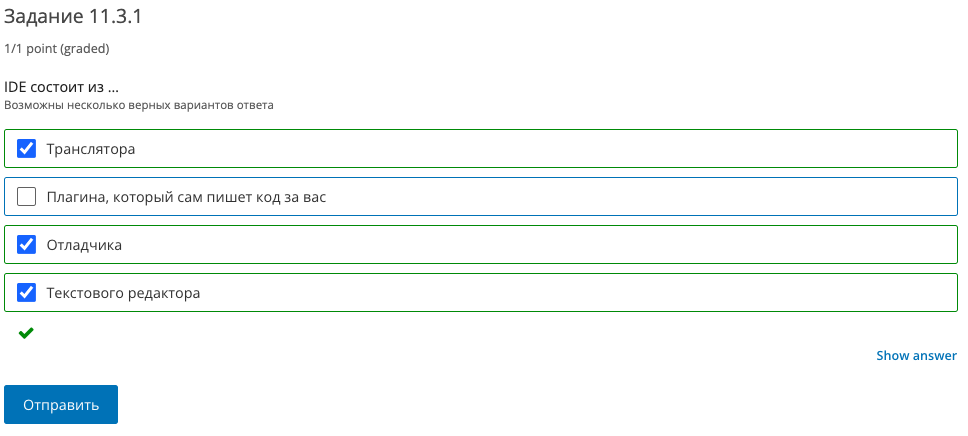 Задание 11.3.1
1/1 point (graded)
IDE состоит из ...
Возможны несколько верных вариантов ответа
Транслятора
Плагина, который сам пишет код за вас
Отладчика
Текстового редактора
Show answer
Отправить